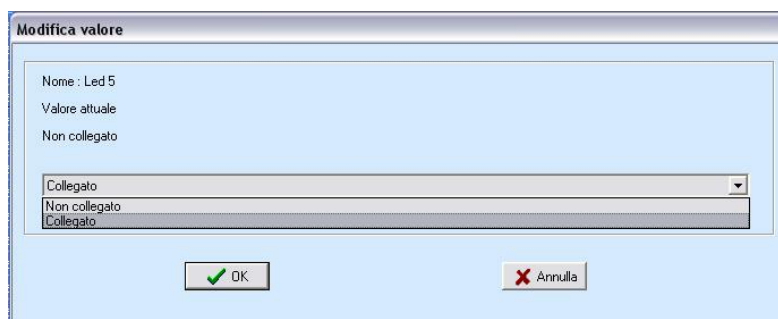 Modifica valore
Nome : Led 5
Valore attuale
Non collegato
Collegato
Non collegato
Collegato
OK
Annulla